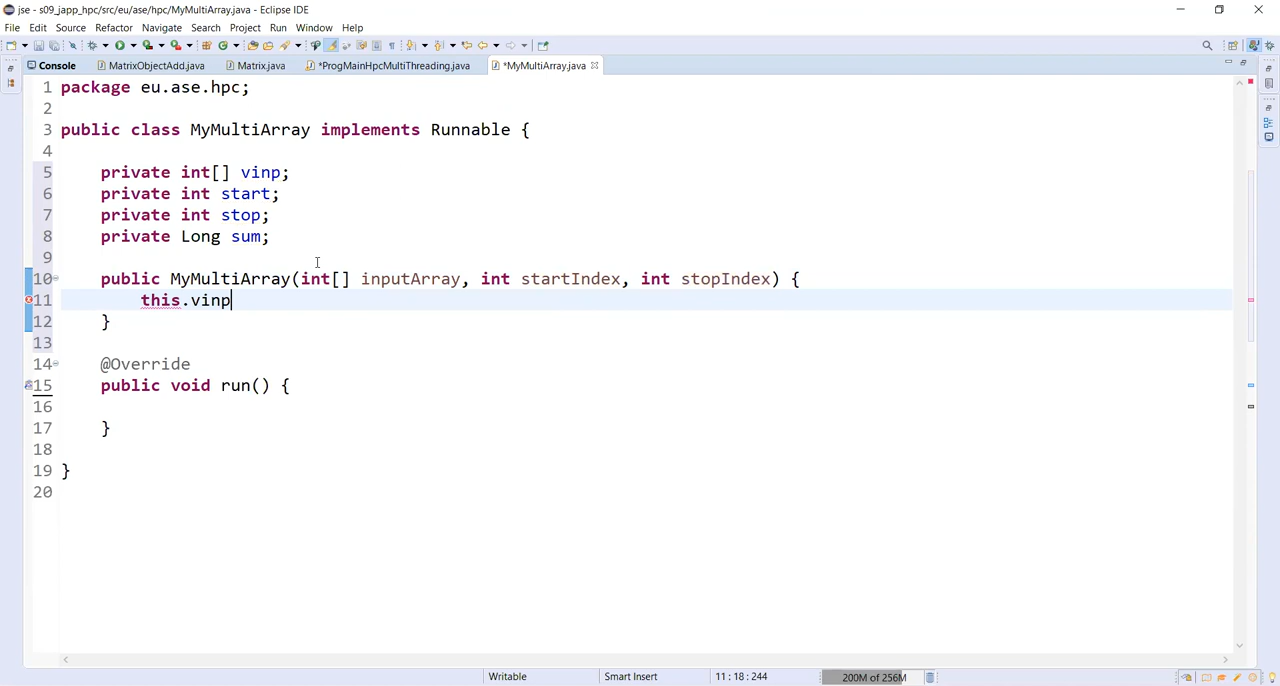 jse - s09_japp_hpc/src/eu/ase/hpc/MyMultiArray.java - Eclipse IDE
File Edit Source Refactor Navigate Search Project Run Window Help
Console MatrixObjectAdd.java Matrix.java *ProgMainHpcMultiThreading.java *MyMultiArray.java
1 package eu.ase.hpc;
2
3 public class MyMultiArray implements Runnable {
4
5 private int[] vinp;
6 private int start;
7 private int stop;
8 private Long sum;
9
10 public MyMultiArray(int[] inputArray, int startIndex, int stopIndex) {
11 this.vinp
12 }
13
14 @Override
15 public void run() {
16
17 }
18
19 }
20
Writable Smart Insert 11 : 18 : 244 200M of 256M